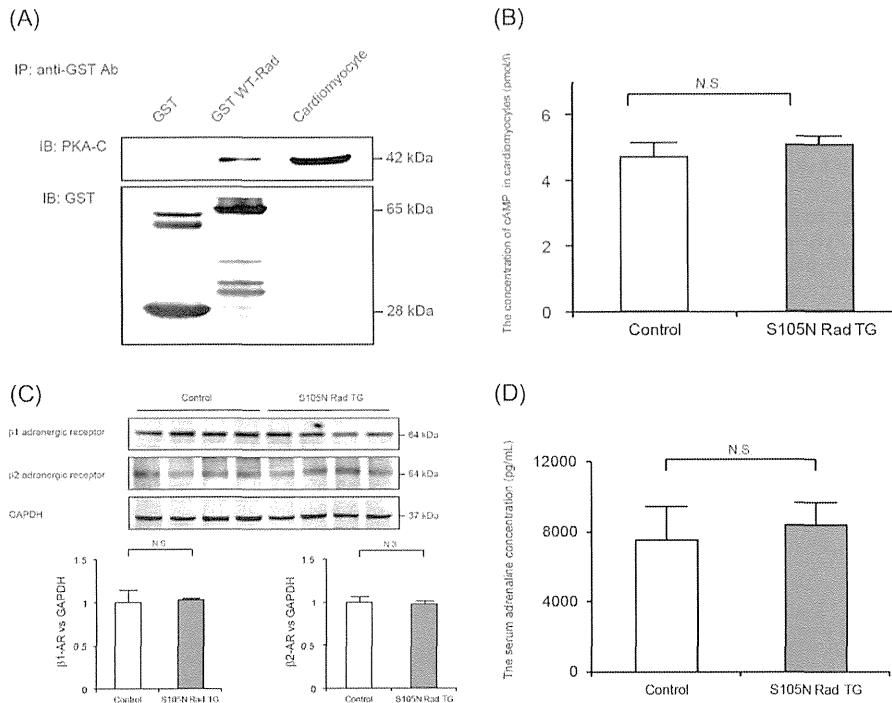 (A)
IP: anti-GST Ab
GST
GST WT-Rad
Cardiomyocyte
IB: PKA-C
42 kDa
IB: GST
65 kDa
28 kDa
(B)
The concentration of cAMP in cardiomyocytes
6
4
2
0
N.S
Control
S105N Rad TG
(C)
Control
S105N Rad TG
β1 adrenergic receptor
64 kDa
β2 adrenergic receptor
64 kDa
GAPDH
37 kDa
β1-AR vs GAPDH
1.5
1
0.5
0
N.S
Control
S105N Rad TG
β2-AR vs GAPDH
1.5
1
0.5
0
N.S
Control
S105N Rad TG
(D)
The serum adrenaline concentration (pg/mL)
12000
8000
4000
0
N.S
Control
S105N Rad TG